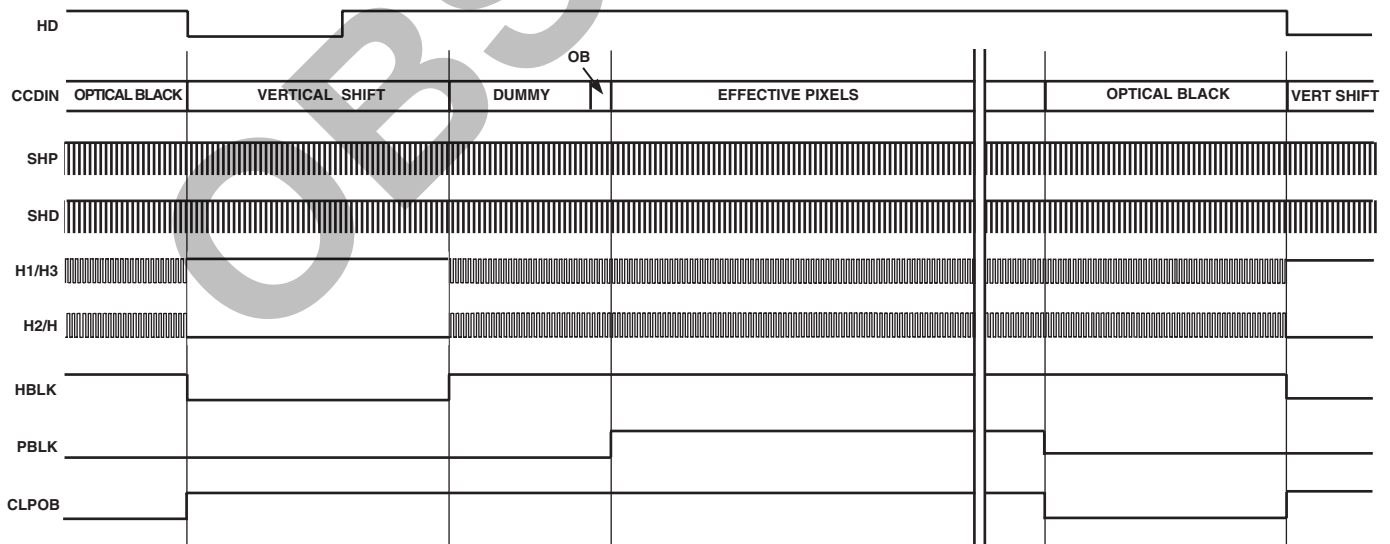 HD
OB
CCDIN OPTICAL BLACK VERTICAL SHIFT DUMMY EFFECTIVE PIXELS OPTICAL BLACK VERT SHIFT
SHP
SHD
H1/H3
H2/H
HBLK
PBLK
CLPOB